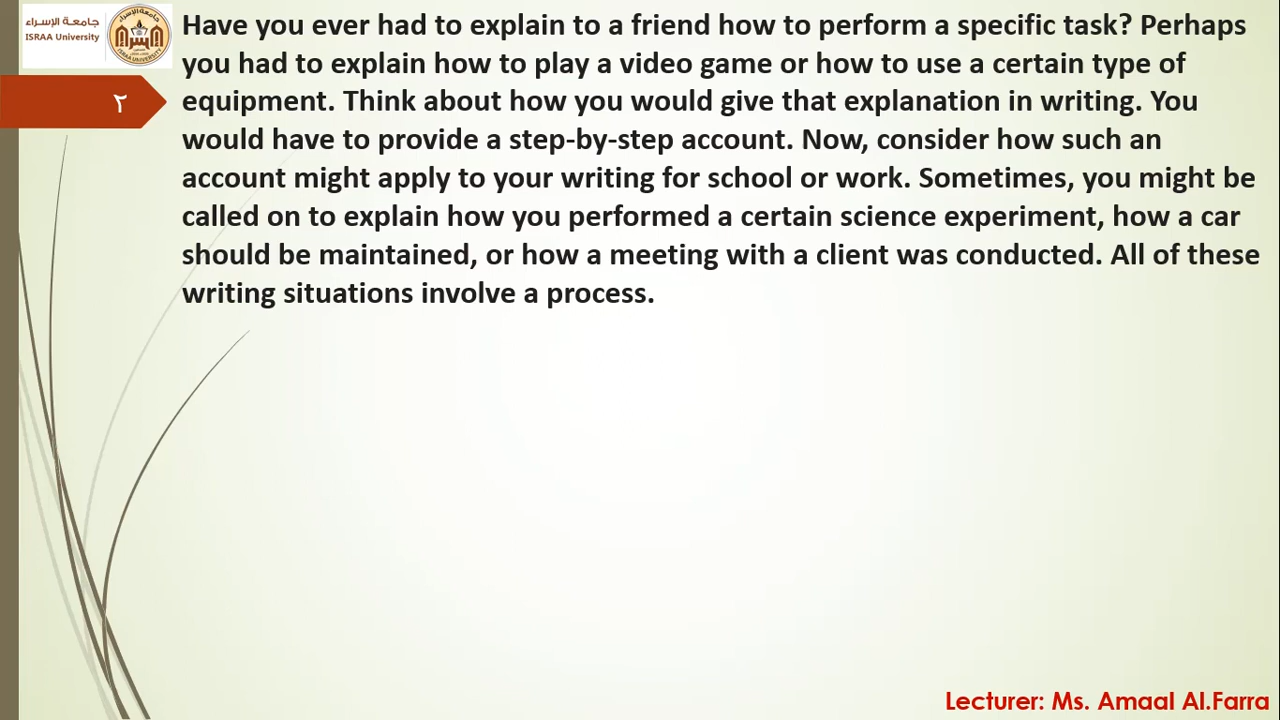 جامعة الإسراء
ISRAA University
٢
Have you ever had to explain to a friend how to perform a specific task? Perhaps
you had to explain how to play a video game or how to use a certain type of
equipment. Think about how you would give that explanation in writing. You
would have to provide a step-by-step account. Now, consider how such an
account might apply to your writing for school or work. Sometimes, you might be
called on to explain how you performed a certain science experiment, how a car
should be maintained, or how a meeting with a client was conducted. All of these
writing situations involve a process.
Lecturer: Ms. Amaal Al.Farra